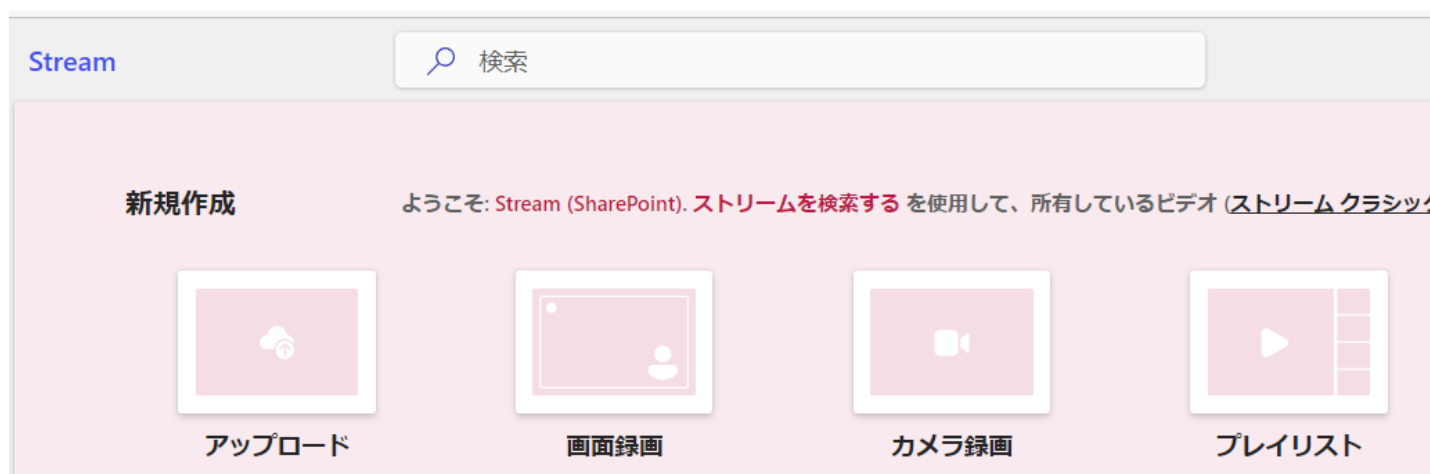 Stream
検索
新規作成
ようこそ: Stream (SharePoint). ストリームを検索する を使用して、所有しているビデオ (ストリーム クラシック
アップロード
画面録画
カメラ録画
プレイリスト